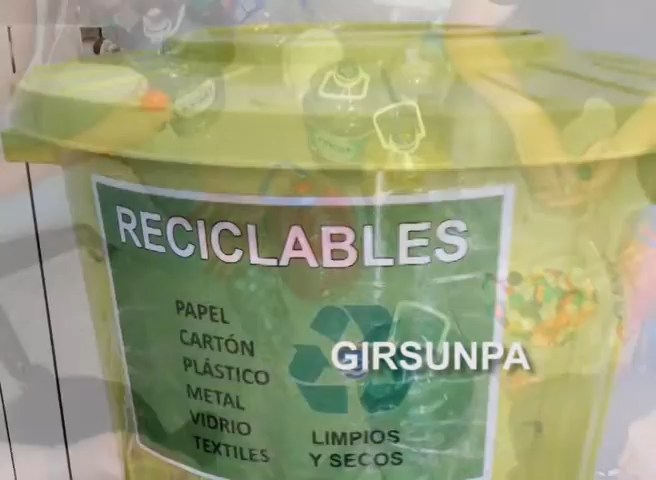 RECICLABLES
PAPEL
CARTÓN
PLÁSTICO
METAL
VIDRIO
TEXTILES
GIRSUNPA
LIMPIOS
Y SECOS